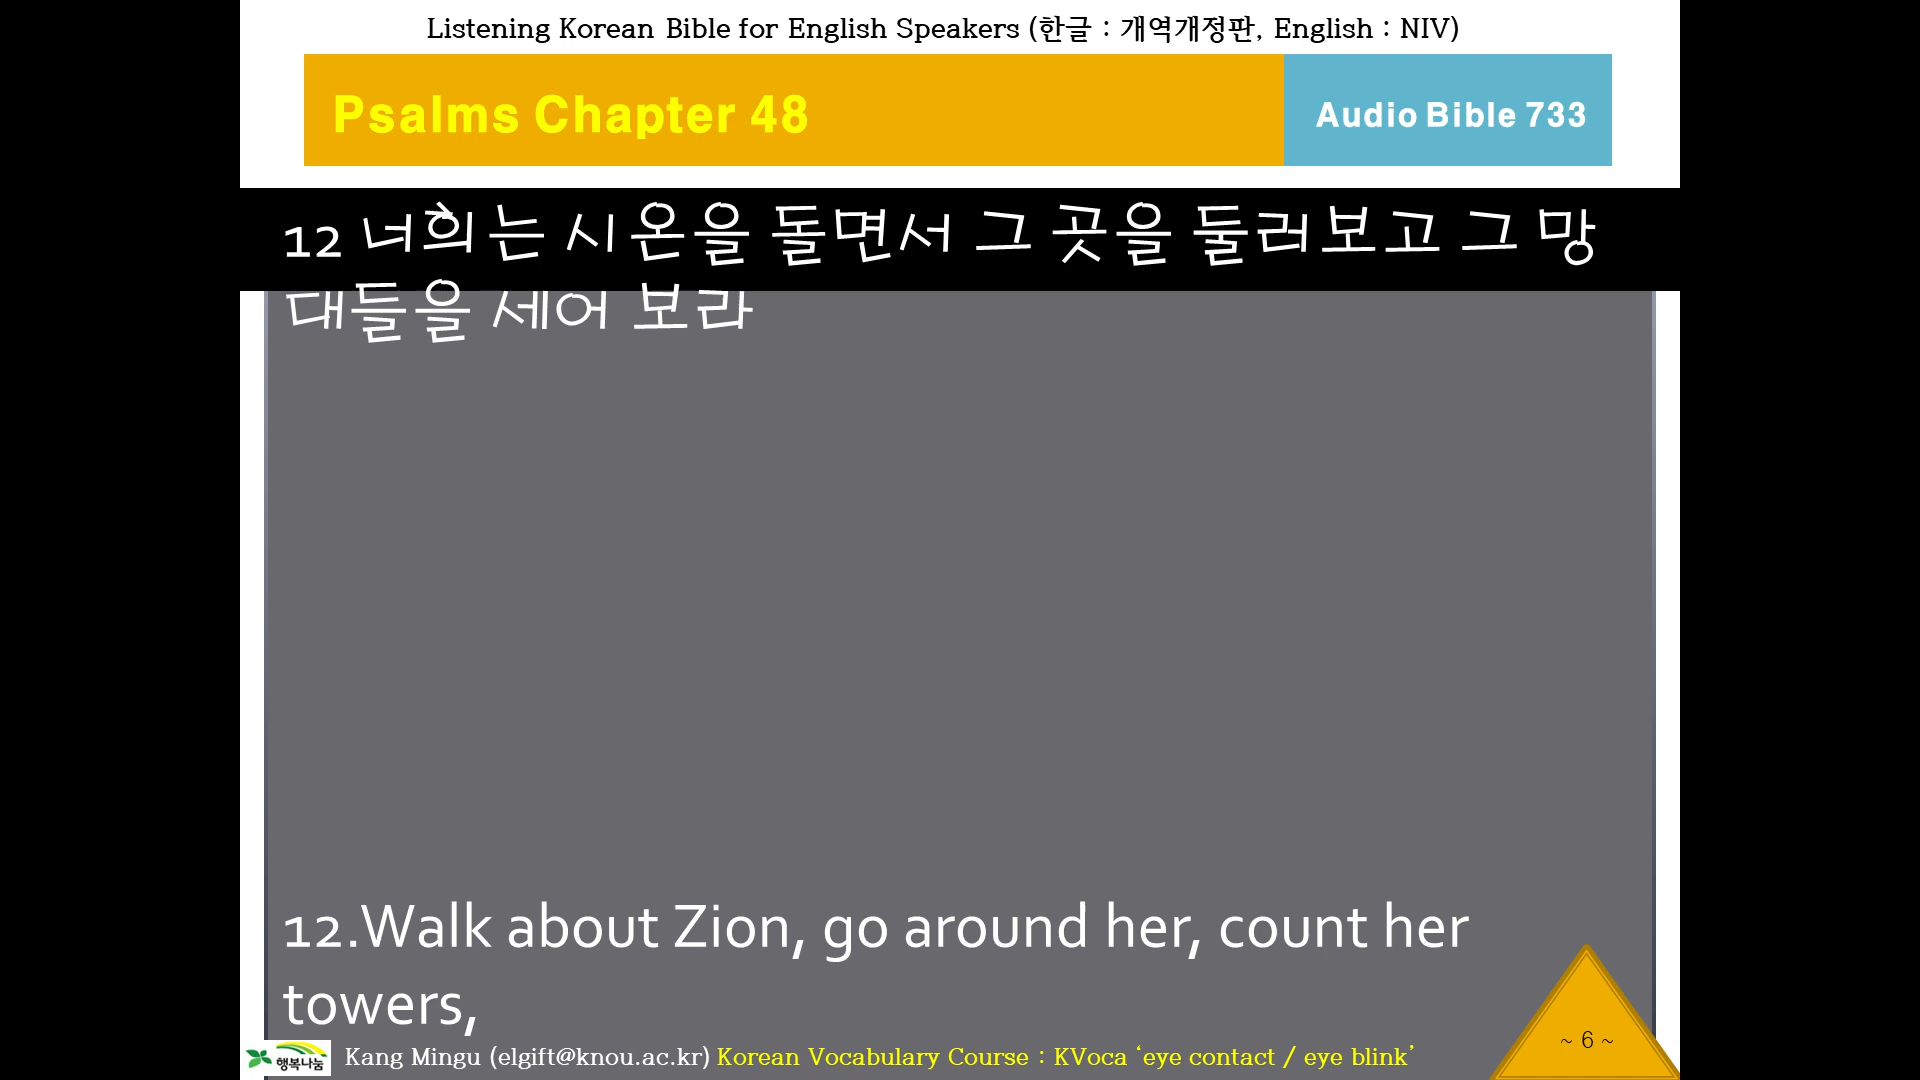 Listening Korean Bible for English Speakers (한글 : 개역개정판, English : NIV)
Psalms Chapter 48
Audio Bible 733
12 너희는 시온을 돌면서 그 곳을 둘러보고 그 망
대들을 세어 보라
12.Walk about Zion, go around her, count her
towers,
행복나눔
Kang Mingu (elgift@knou.ac.kr) Korean Vocabulary Course : KVoca ‘eye contact / eye blink’
~ 6 ~